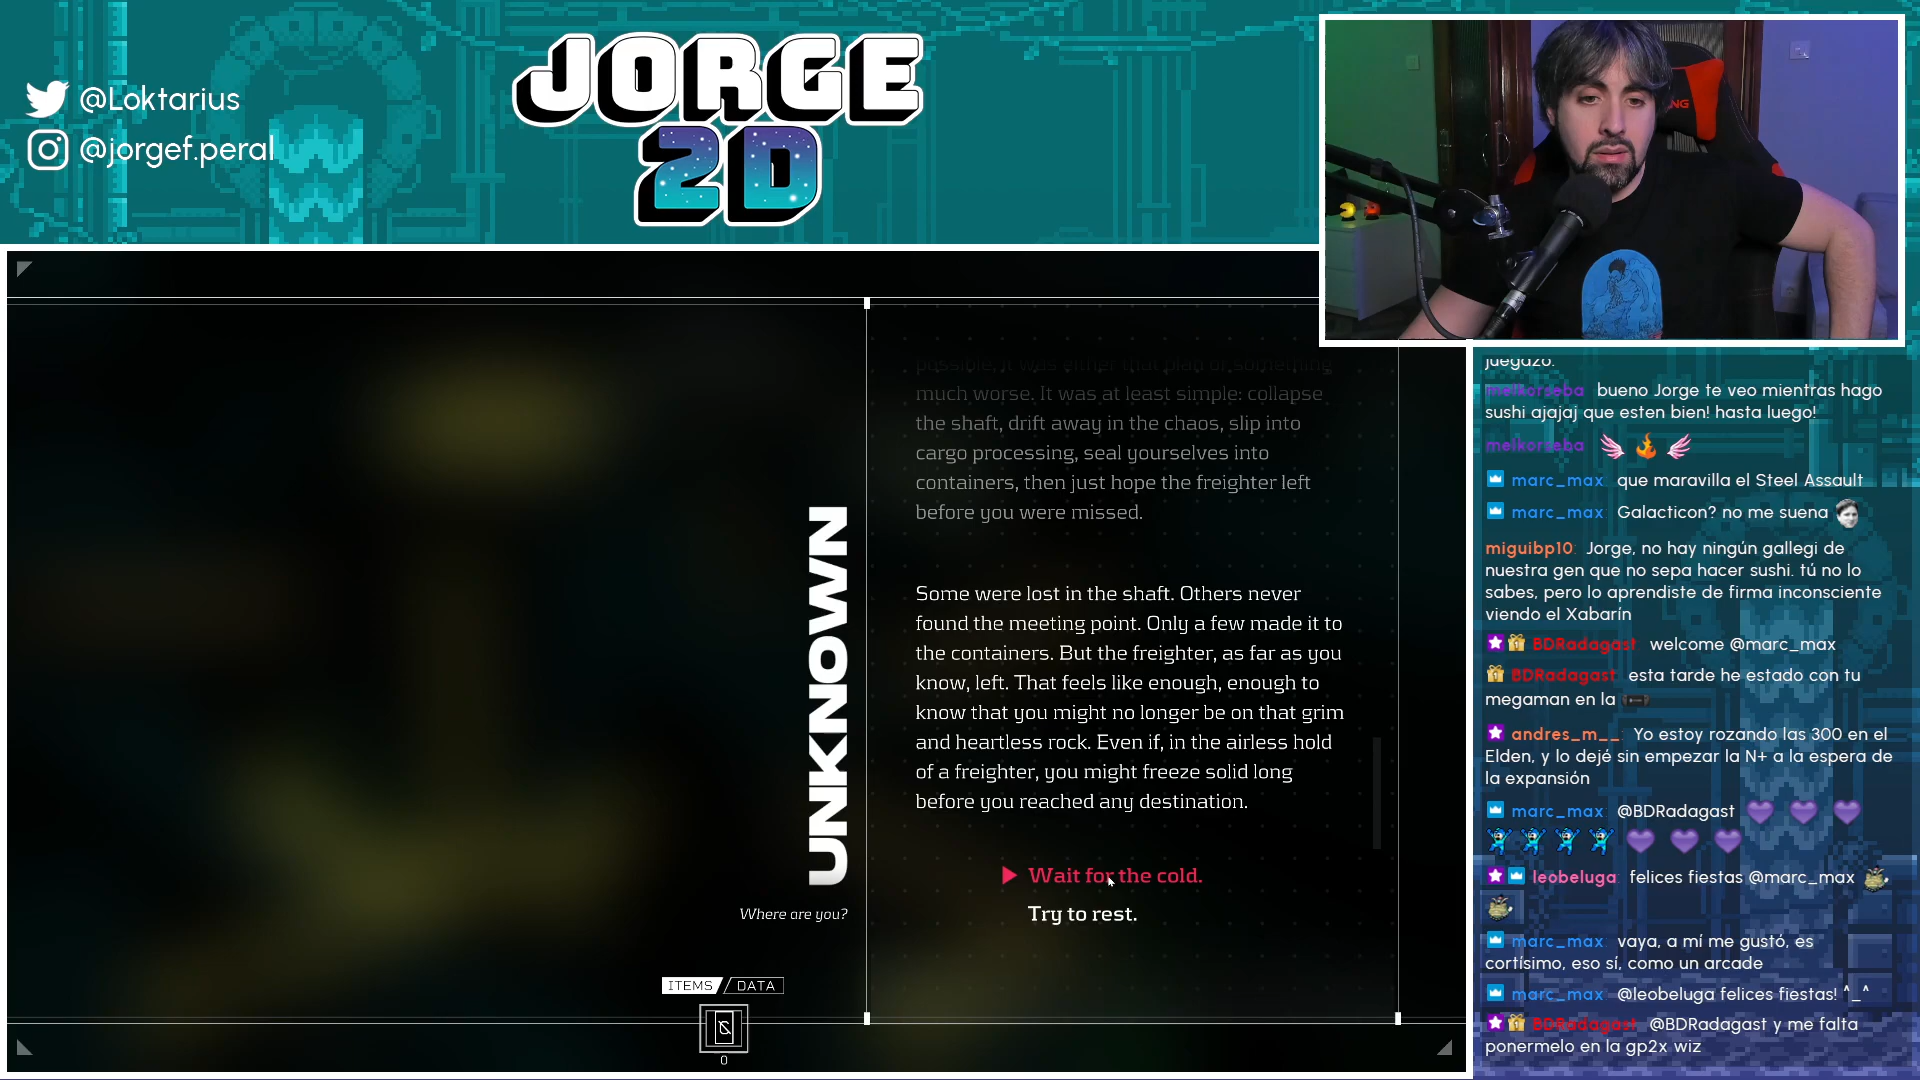 @Loktarius
@jorgef.peral
JORGE
2D
NG
possible, it was either that plan or something
much worse. It was at least simple: collapse
the shaft, drift away in the chaos, slip into
cargo processing, seal yourselves into
containers, then just hope the freighter left
before you were missed.
Some were lost in the shaft. Others never
found the meeting point. Only a few made it to
the containers. But the freighter, as far as you
know, left. That feels like enough, enough to
know that you might no longer be on that grim
and heartless rock. Even if, in the airless hold
of a freighter, you might freeze solid long
before you reached any destination.
Wait for the cold.
Try to rest.
UNKNOWN
Where are you?
ITEMS / DATA
0
juegazo.
melkorseba bueno Jorge te veo mientras hago
sushi ajajaj que esten bien! hasta luego!
melkorseba
marc_max: que maravilla el Steel Assault
marc_max: Galacticon? no me suena
miguibp10: Jorge, no hay ningún gallegi de
nuestra gen que no sepa hacer sushi. tú no lo
sabes, pero lo aprendiste de firma inconsciente
viendo el Xabarín
BDRadagast welcome @marc_max
BDRadagast esta tarde he estado con tu
megaman en la
andres_m__: Yo estoy rozando las 300 en el
Elden, y lo dejé sin empezar la N+ a la espera de
la expansión
marc_max: @BDRadagast
leobeluga: felices fiestas @marc_max
marc_max: vaya, a mí me gustó, es
cortísimo, eso sí, como un arcade
marc_max: @leobeluga felices fiestas! ^_^
BDRadagast @BDRadagast y me falta
ponermelo en la gp2x wiz